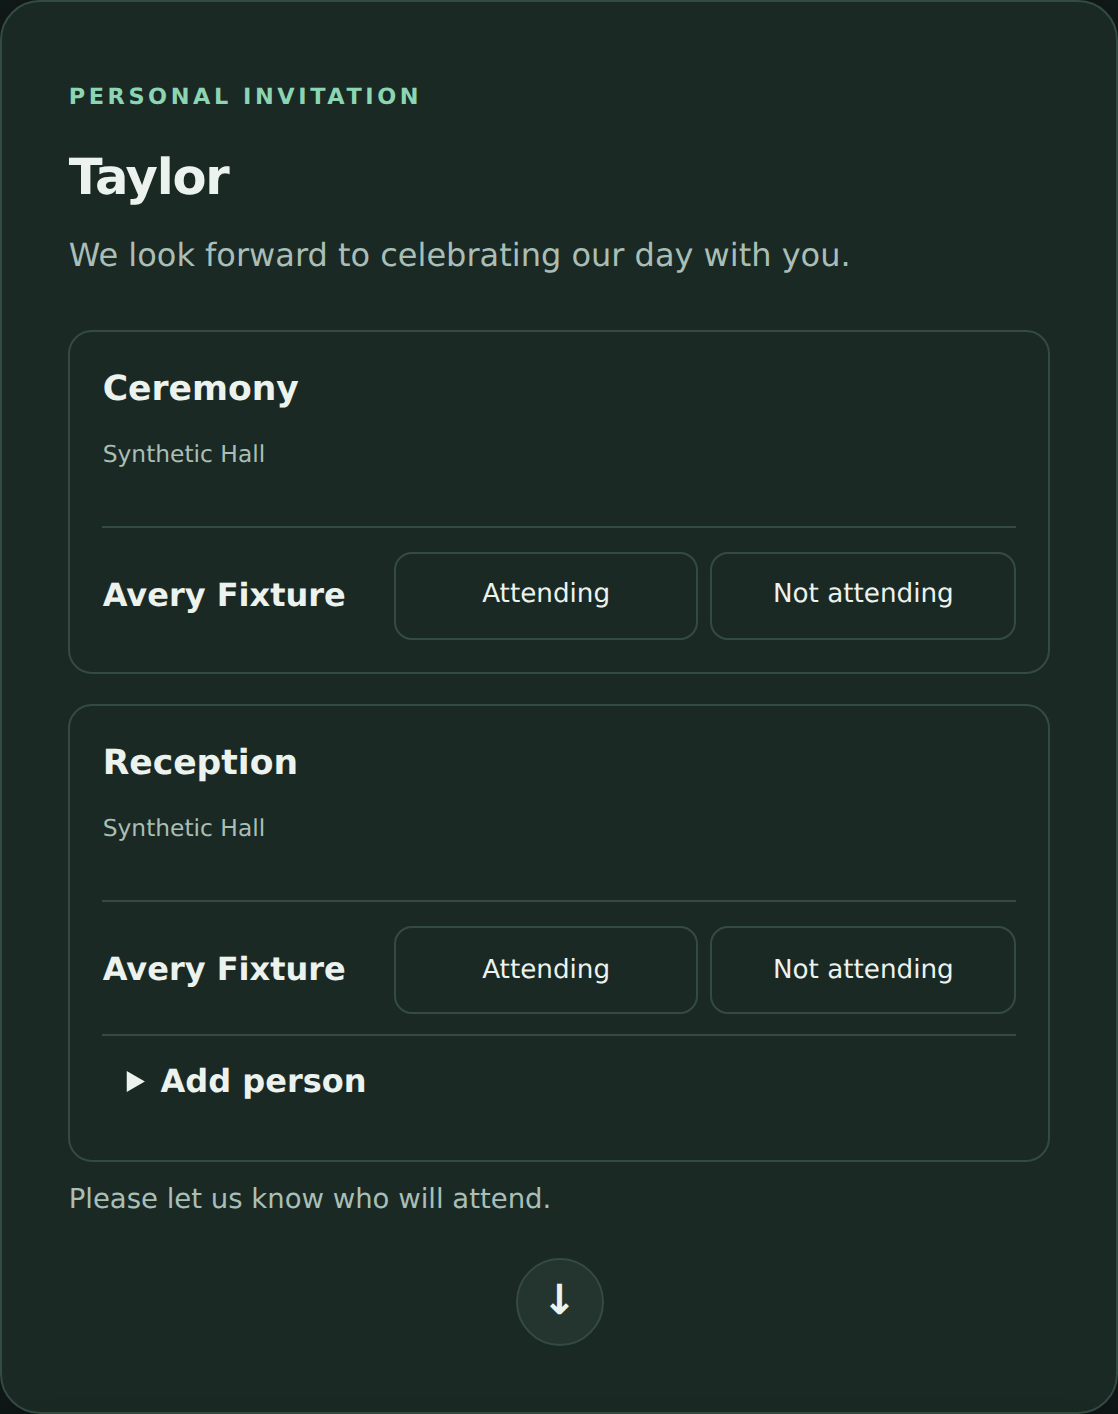 PERSONAL INVITATION
Taylor
We look forward to celebrating our day with you.
Ceremony
Synthetic Hall
Avery Fixture Attending Not attending
Reception
Synthetic Hall
Avery Fixture Attending Not attending
▶ Add person
Please let us know who will attend.
↓